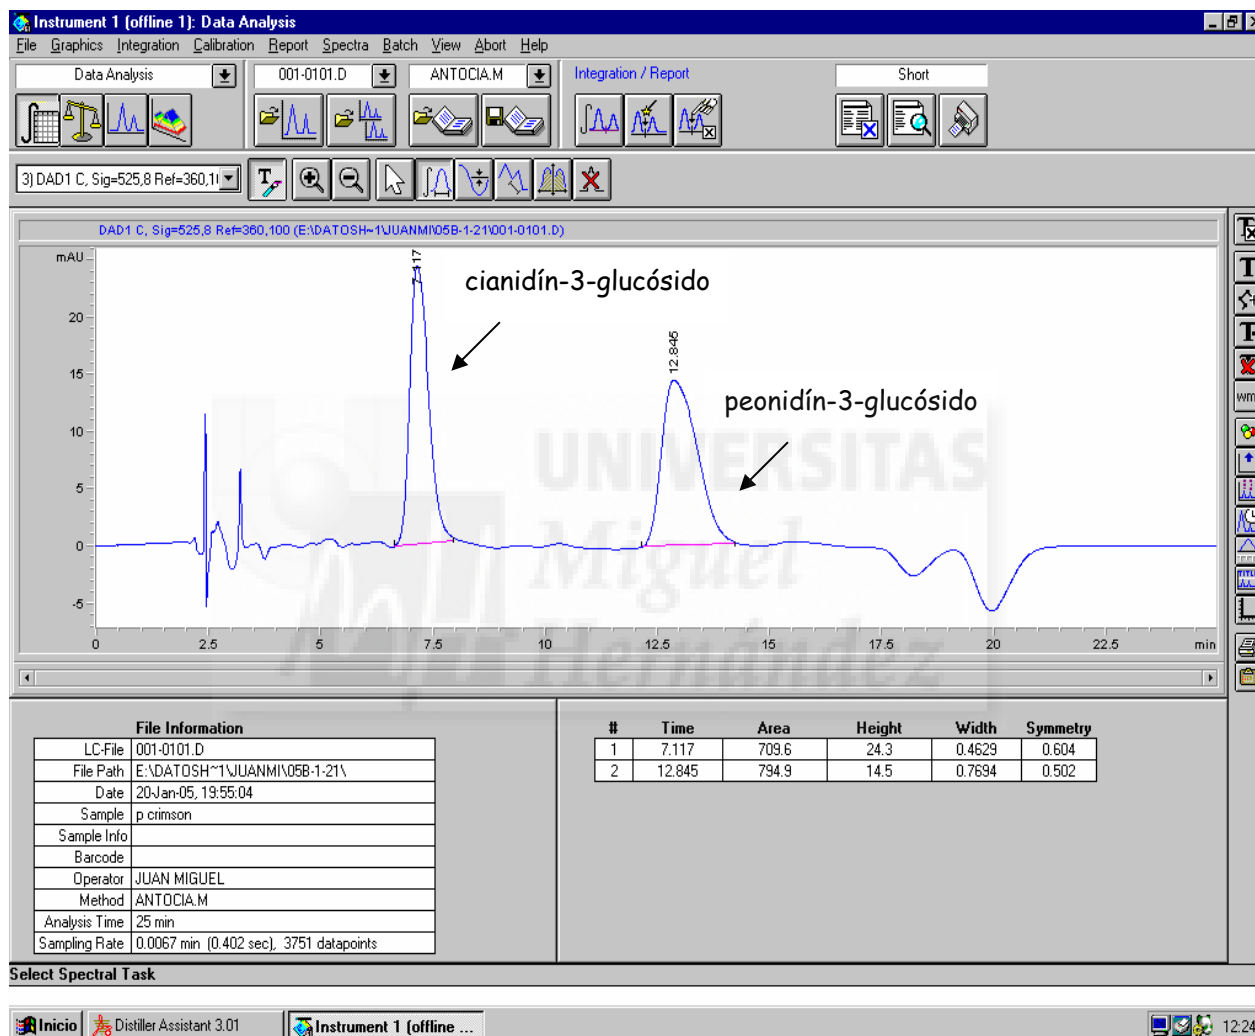 Instrument 1 (offline 1): Data Analysis
File Graphics Integration Calibration Report Spectra Batch View Abort Help
Data Analysis 001-0101.D ANTOCIA.M Integration / Report Short
3) DAD1 C, Sig=525,8 Ref=360,1
DAD1 C, Sig=525,8 Ref=360,100 (E:\DATOSH~1\JUANMI\05B-1-21\001-0101.D)
mAU
7.117
cianidín-3-glucósido
20
12.845
15
peonidín-3-glucósido
10
UNIVERSITAS
5
0
Miguel
-5
Hernández
0 2.5 5 7.5 10 12.5 15 17.5 20 22.5 min
File Information
LC-File 001-0101.D
File Path E:\DATOSH~1\JUANMI\05B-1-21\
Date 20-Jan-05, 19:55:04
Sample p crimson
Sample Info
Barcode
Operator JUAN MIGUEL
Method ANTOCIA.M
Analysis Time 25 min
Sampling Rate 0.0067 min (0.402 sec), 3751 datapoints
# Time Area Height Width Symmetry
1 7.117 709.6 24.3 0.4629 0.604
2 12.845 794.9 14.5 0.7694 0.502
Select Spectral Task
Inicio Distiller Assistant 3.01 Instrument 1 (offline ... 12:24